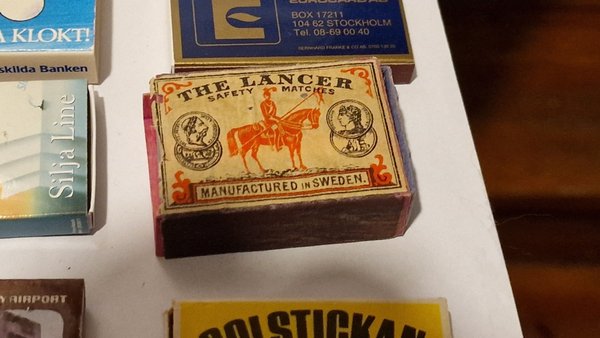 A KLOKT!
skilda Banken
BOX 17211
104 62 STOCKHOLM
Tel. 08-69 00 40
Silja Line
THE LANCER
SAFETY MATCHES
MANUFACTURED IN SWEDEN.
AIRPORT
SOLSTICKAN